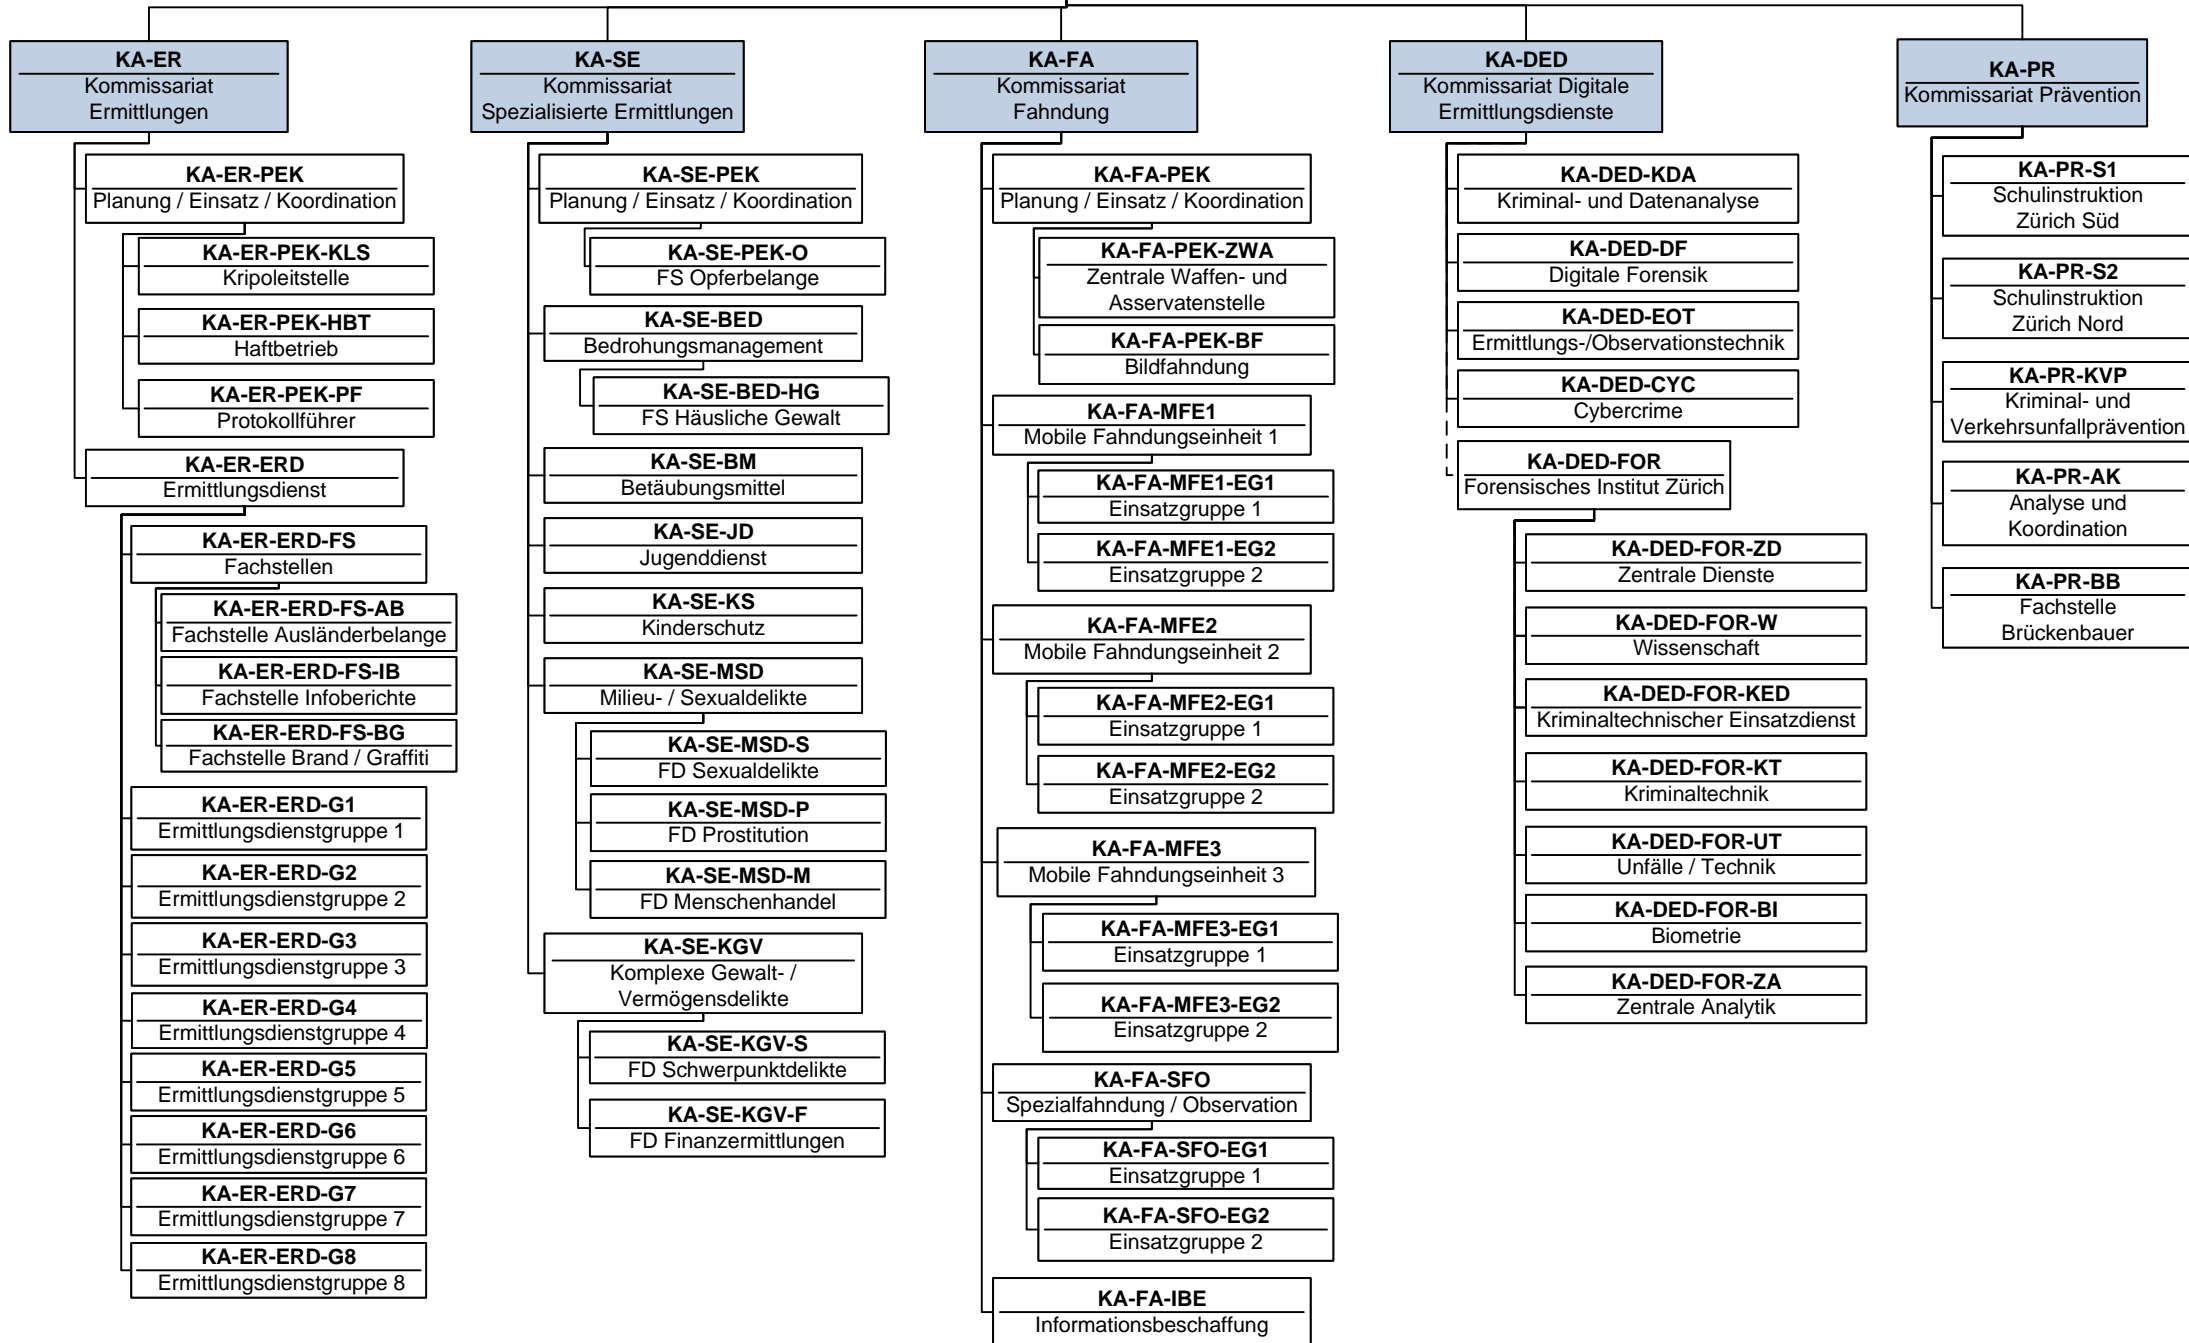 KA-ER
Kommissariat
Ermittlungen
KA-ER-PEK
Planung / Einsatz / Koordination
KA-ER-PEK-KLS
Kripoleitstelle
KA-ER-PEK-HBT
Haftbetrieb
KA-ER-PEK-PF
Protokollführer
KA-ER-ERD
Ermittlungsdienst
KA-ER-ERD-FS
Fachstellen
KA-ER-ERD-FS-AB
Fachstelle Ausländerbelange
KA-ER-ERD-FS-IB
Fachstelle Infoberichte
KA-ER-ERD-FS-BG
Fachstelle Brand / Graffiti
KA-ER-ERD-G1
Ermittlungsdienstgruppe 1
KA-ER-ERD-G2
Ermittlungsdienstgruppe 2
KA-ER-ERD-G3
Ermittlungsdienstgruppe 3
KA-ER-ERD-G4
Ermittlungsdienstgruppe 4
KA-ER-ERD-G5
Ermittlungsdienstgruppe 5
KA-ER-ERD-G6
Ermittlungsdienstgruppe 6
KA-ER-ERD-G7
Ermittlungsdienstgruppe 7
KA-ER-ERD-G8
Ermittlungsdienstgruppe 8
KA-SE
Kommissariat
Spezialisierte Ermittlungen
KA-SE-PEK
Planung / Einsatz / Koordination
KA-SE-PEK-O
FS Opferbelange
KA-SE-BED
Bedrohungsmanagement
KA-SE-BED-HG
FS Häusliche Gewalt
KA-SE-BM
Betäubungsmittel
KA-SE-JD
Jugenddienst
KA-SE-KS
Kinderschutz
KA-SE-MSD
Milieu- / Sexualdelikte
KA-SE-MSD-S
FD Sexualdelikte
KA-SE-MSD-P
FD Prostitution
KA-SE-MSD-M
FD Menschenhandel
KA-SE-KGV
Komplexe Gewalt- /
Vermögensdelikte
KA-SE-KGV-S
FD Schwerpunktdelikte
KA-SE-KGV-F
FD Finanzermittlungen
KA-FA
Kommissariat
Fahndung
KA-FA-PEK
Planung / Einsatz / Koordination
KA-FA-PEK-ZWA
Zentrale Waffen- und
Asservatenstelle
KA-FA-PEK-BF
Bildfahndung
KA-FA-MFE1
Mobile Fahndungseinheit 1
KA-FA-MFE1-EG1
Einsatzgruppe 1
KA-FA-MFE1-EG2
Einsatzgruppe 2
KA-FA-MFE2
Mobile Fahndungseinheit 2
KA-FA-MFE2-EG1
Einsatzgruppe 1
KA-FA-MFE2-EG2
Einsatzgruppe 2
KA-FA-MFE3
Mobile Fahndungseinheit 3
KA-FA-MFE3-EG1
Einsatzgruppe 1
KA-FA-MFE3-EG2
Einsatzgruppe 2
KA-FA-SFO
Spezialfahndung / Observation
KA-FA-SFO-EG1
Einsatzgruppe 1
KA-FA-SFO-EG2
Einsatzgruppe 2
KA-FA-IBE
Informationsbeschaffung
KA-DED
Kommissariat Digitale
Ermittlungsdienste
KA-DED-KDA
Kriminal- und Datenanalyse
KA-DED-DF
Digitale Forensik
KA-DED-EOT
Ermittlungs-/Observationstechnik
KA-DED-CYC
Cybercrime
KA-DED-FOR
Forensisches Institut Zürich
KA-DED-FOR-ZD
Zentrale Dienste
KA-DED-FOR-W
Wissenschaft
KA-DED-FOR-KED
Kriminaltechnischer Einsatzdienst
KA-DED-FOR-KT
Kriminaltechnik
KA-DED-FOR-UT
Unfälle / Technik
KA-DED-FOR-BI
Biometrie
KA-DED-FOR-ZA
Zentrale Analytik
KA-PR
Kommissariat Prävention
KA-PR-S1
Schulinstruktion
Zürich Süd
KA-PR-S2
Schulinstruktion
Zürich Nord
KA-PR-KVP
Kriminal- und
Verkehrsunfallprävention
KA-PR-AK
Analyse und
Koordination
KA-PR-BB
Fachstelle
Brückenbauer